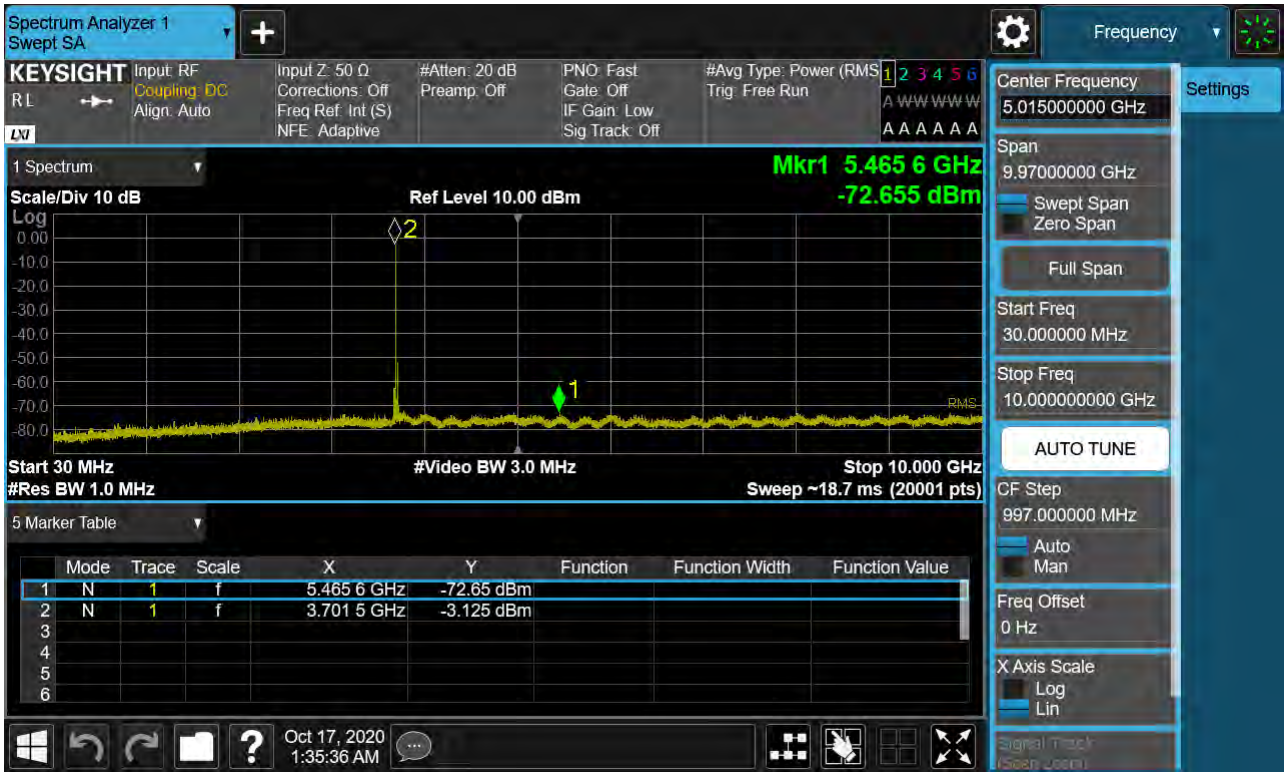 Spectrum Analyzer 1
Swept SA
Frequency
KEYSIGHT
RL
LXI
Input: RF
Coupling: DC
Align: Auto
Input Z: 50 Ω
Corrections: Off
Freq Ref: Int (S)
NFE: Adaptive
#Atten: 20 dB
Preamp: Off
PNO: Fast
Gate: Off
IF Gain: Low
Sig Track: Off
#Avg Type: Power (RMS
Trig: Free Run
1 2 3 4 5 6
A W W W W W
A A A A A A
1 Spectrum
Mkr1 5.465 6 GHz
-72.655 dBm
Scale/Div 10 dB
Ref Level 10.00 dBm
Log
0.00
-10.0
-20.0
-30.0
-40.0
-50.0
-60.0
-70.0
-80.0
2
1
RMS
Start 30 MHz
#Video BW 3.0 MHz
Stop 10.000 GHz
#Res BW 1.0 MHz
Sweep ~18.7 ms (20001 pts)
5 Marker Table
Mode Trace Scale X Y Function Function Width Function Value
1 N 1 f 5.465 6 GHz -72.65 dBm
2 N 1 f 3.701 5 GHz -3.125 dBm
3
4
5
6
Oct 17, 2020
1:35:36 AM
Center Frequency
5.015000000 GHz
Settings
Span
9.97000000 GHz
Swept Span
Zero Span
Full Span
Start Freq
30.000000 MHz
Stop Freq
10.000000000 GHz
AUTO TUNE
CF Step
997.000000 MHz
Auto
Man
Freq Offset
0 Hz
X Axis Scale
Log
Lin
Signal Track
(Span Zoom)